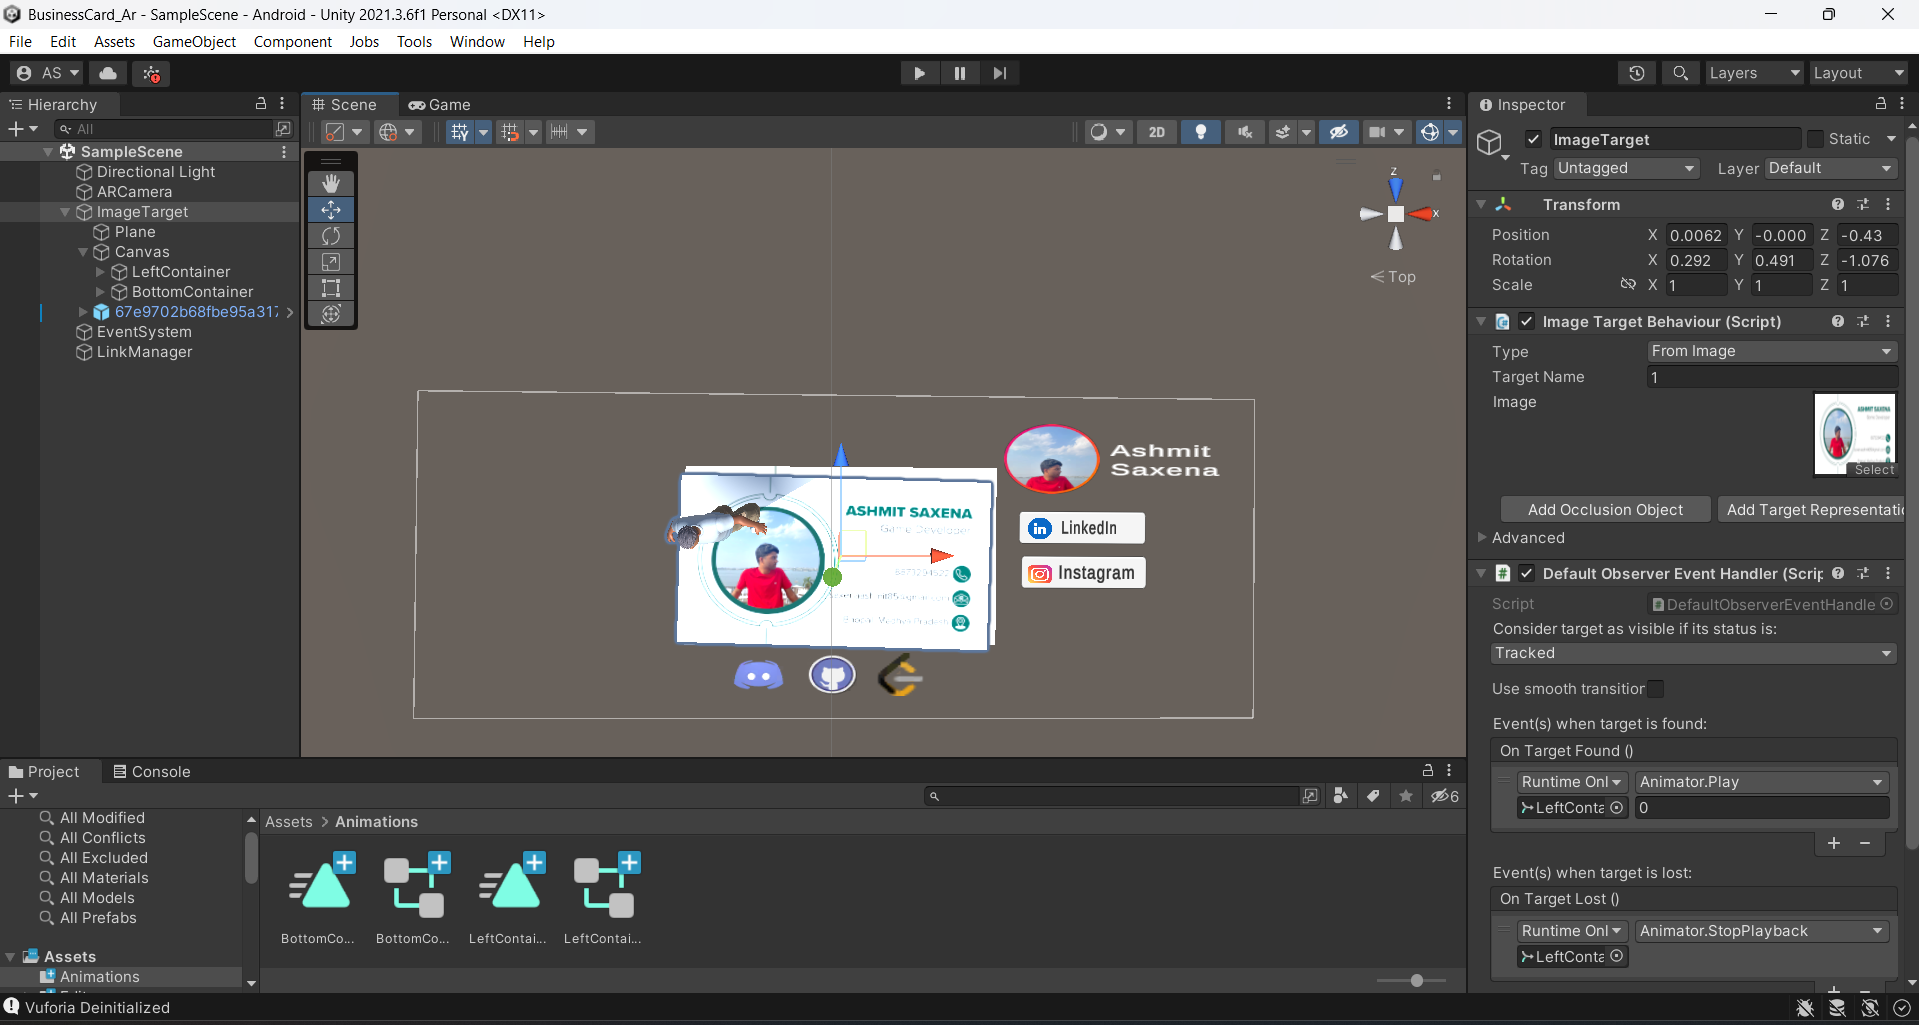 BusinessCard_Ar - SampleScene - Android - Unity 2021.3.6f1 Personal <DX11>
File Edit Assets GameObject Component Jobs Tools Window Help
AS
Layers Layout
Hierarchy
All
SampleScene
Directional Light
ARCamera
ImageTarget
Plane
Canvas
LeftContainer
BottomContainer
67e9702b68fbe95a317
EventSystem
LinkManager
Scene Game
2D
z
x
Top
Ashmit
Saxena
LinkedIn
Instagram
ASHMIT SAXENA
Game Developer
Inspector
ImageTarget Static
Tag Untagged Layer Default
Transform
Position X 0.0062 Y -0.000 Z -0.43
Rotation X 0.292 Y 0.491 Z -1.076
Scale X 1 Y 1 Z 1
Image Target Behaviour (Script)
Type From Image
Target Name 1
Image
ASHMIT SAXENA
Select
Add Occlusion Object Add Target Representatio
Advanced
Default Observer Event Handler (Scrip
Script DefaultObserverEventHandle
Consider target as visible if its status is:
Tracked
Use smooth transition
Event(s) when target is found:
On Target Found ()
Runtime Onl Animator.Play
LeftConta 0
Event(s) when target is lost:
On Target Lost ()
Runtime Onl Animator.StopPlayback
LeftConta
Project Console
6
All Modified
All Conflicts
All Excluded
All Materials
All Models
All Prefabs
Assets
Animations
Assets > Animations
BottomCo... BottomCo... LeftContai... LeftContai...
Vuforia Deinitialized